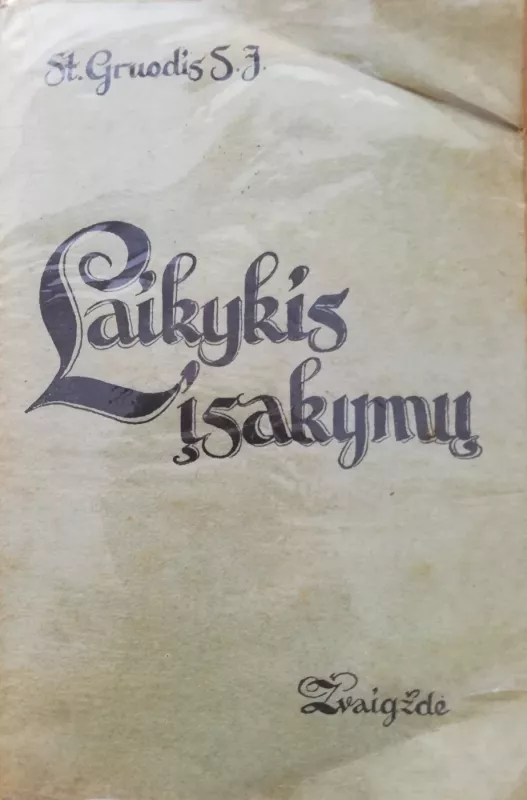 St. Gruodis S. J.
Laikykis
įsakymų
Žvaigždė